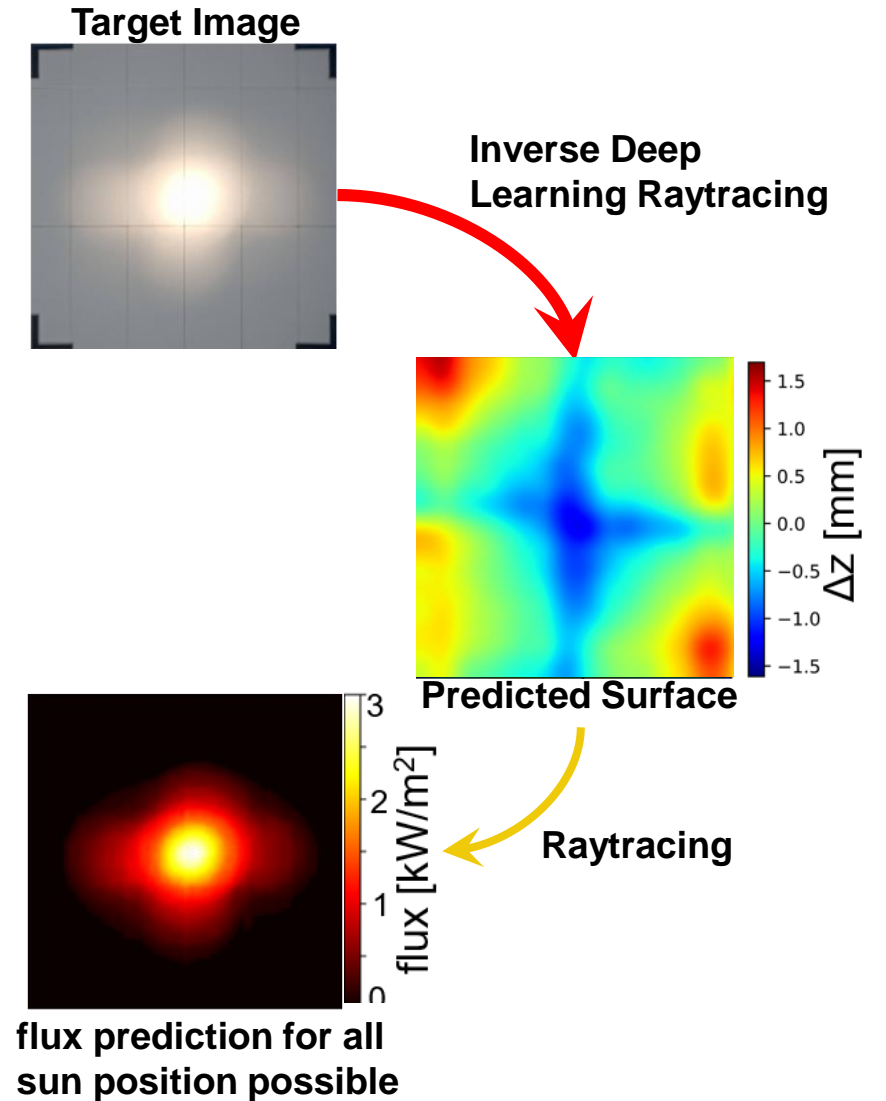 Target Image
Inverse Deep
Learning Raytracing
1.5
1.0
0.5
0.0
−0.5
−1.0
−1.5
Δz [mm]
Predicted Surface
3
2
1
0
flux [kW/m²]
Raytracing
flux prediction for all
sun position possible